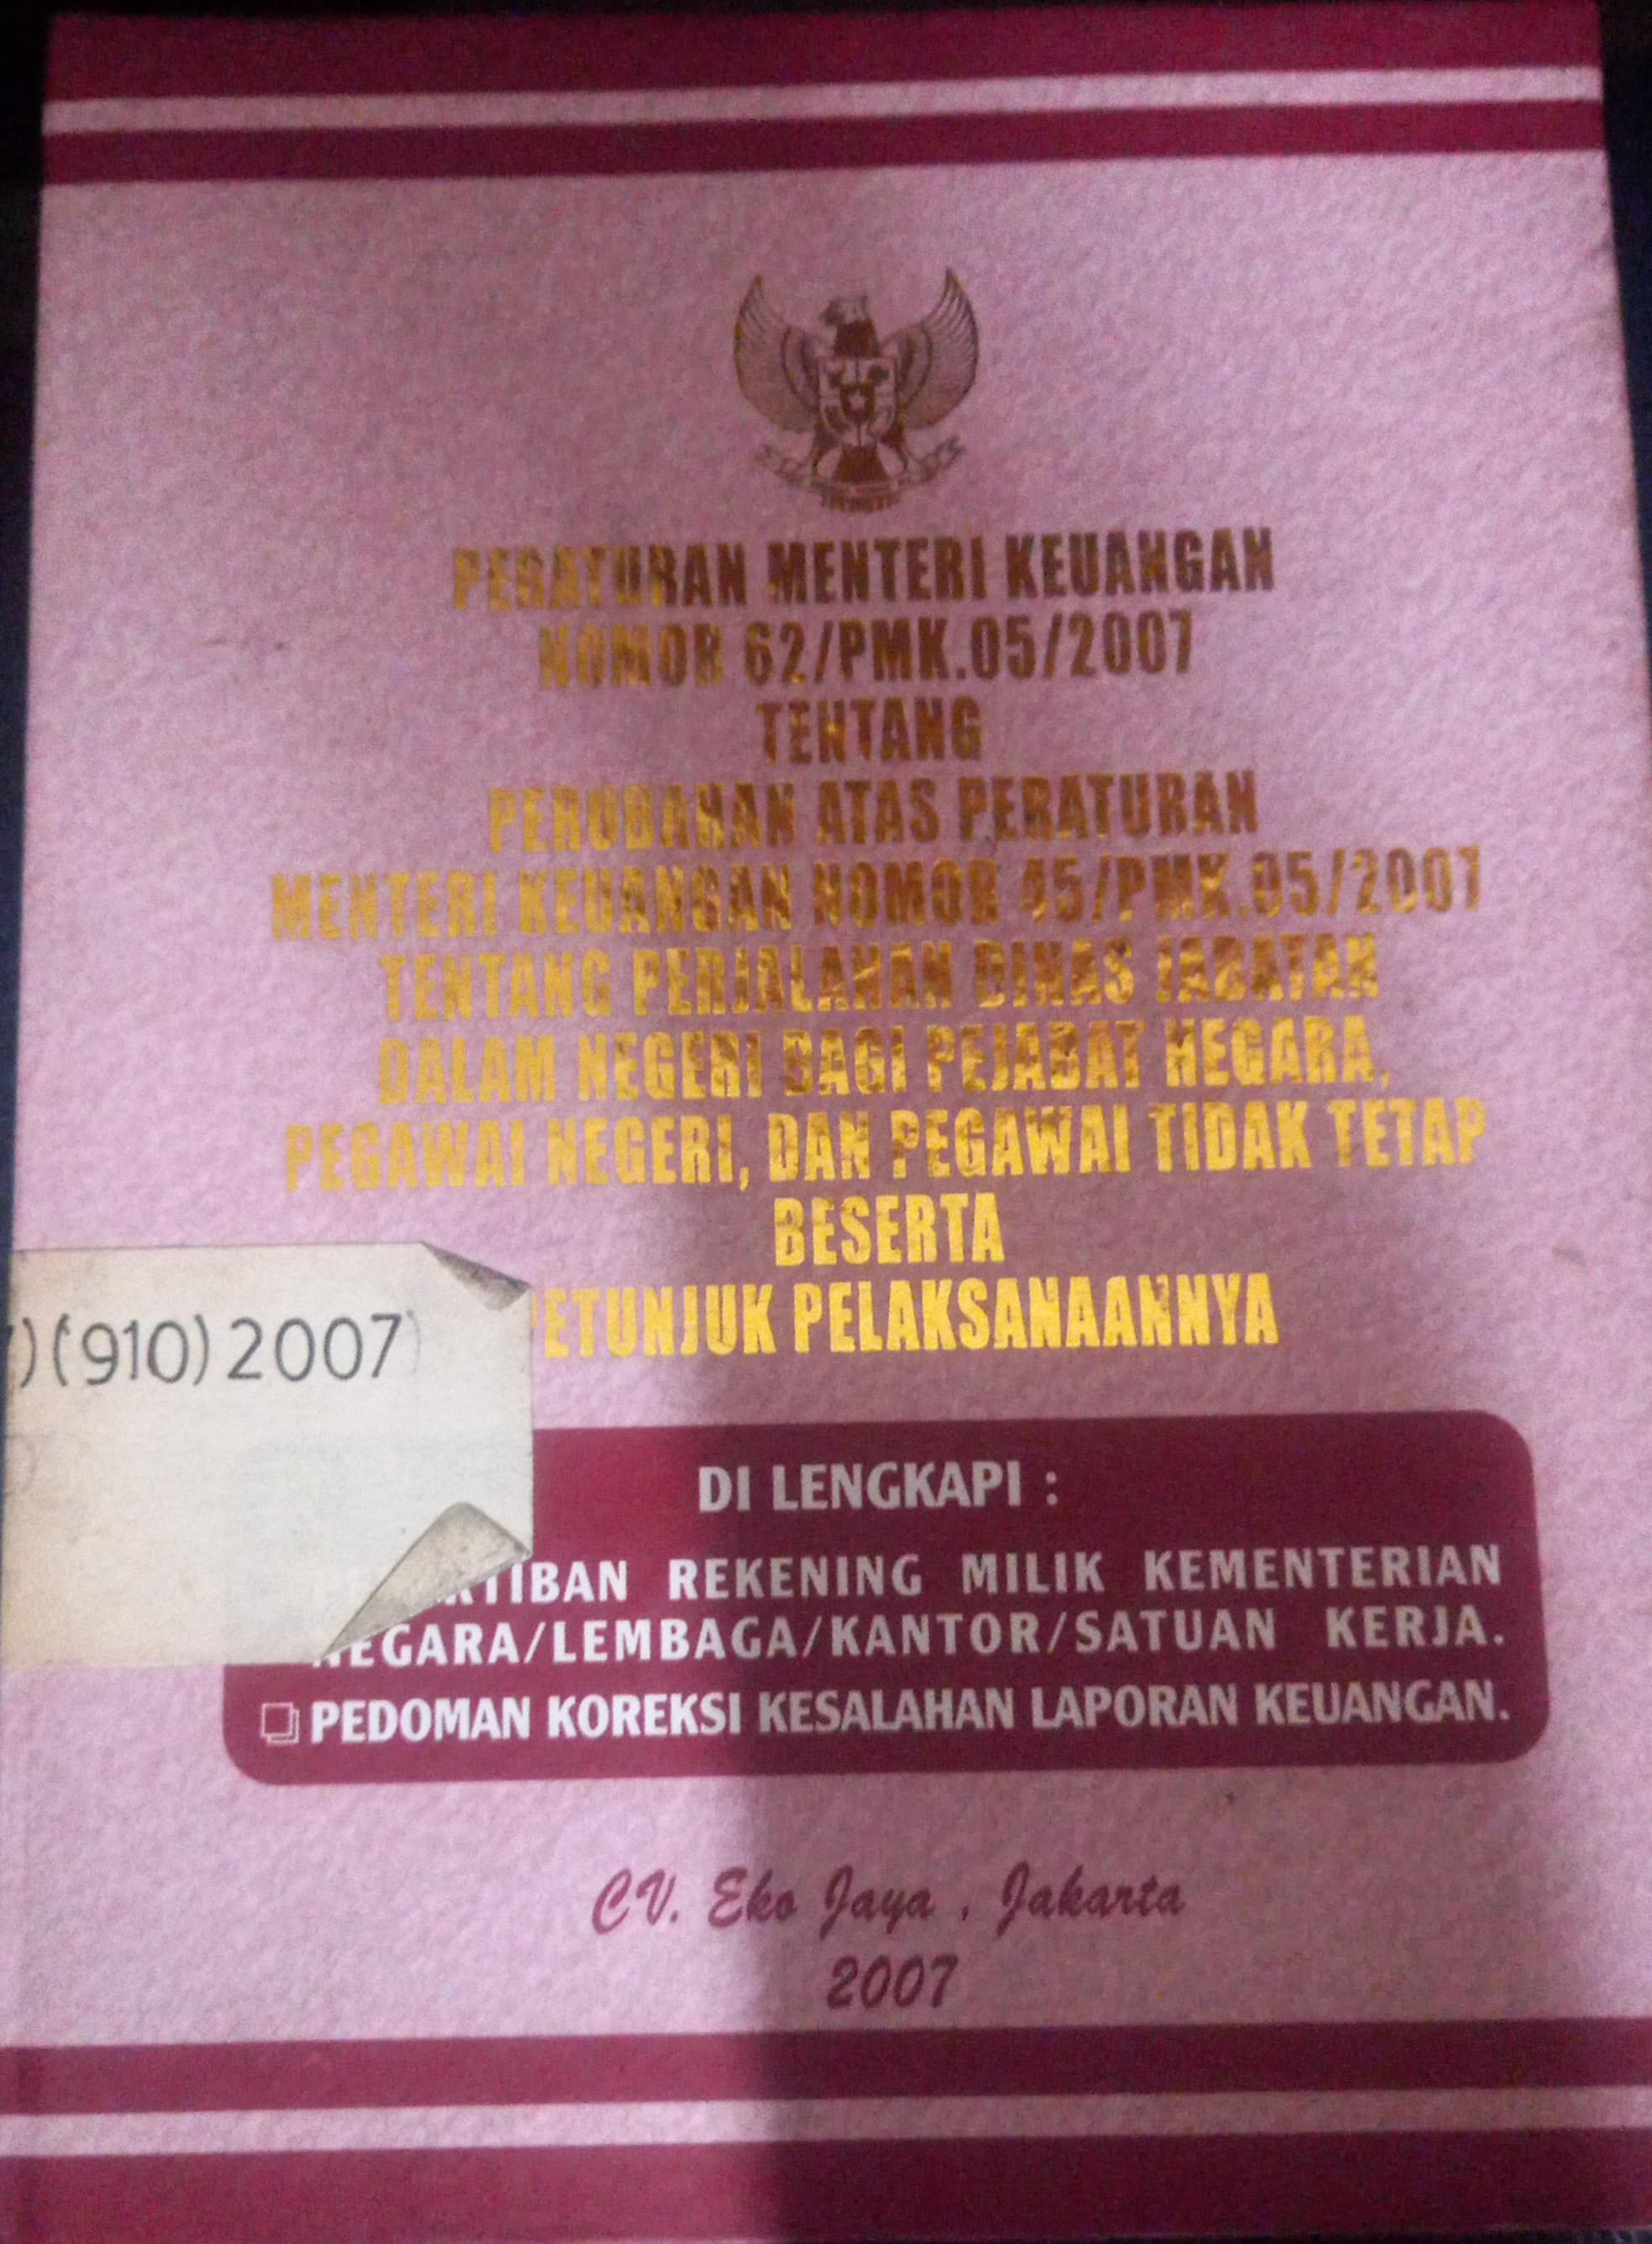 PERATURAN MENTERI KEUANGAN
NOMOR 62/PMK.05/2007
TENTANG
PERUBAHAN ATAS PERATURAN
MENTERI KEUANGAN NOMOR 45/PMK.05/2007
TENTANG PERJALANAN DINAS JABATAN
DALAM NEGERI BAGI PEJABAT NEGARA,
PEGAWAI NEGERI, DAN PEGAWAI TIDAK TETAP
BESERTA
PETUNJUK PELAKSANAANNYA
)(910) 2007
DI LENGKAPI :
REKENING MILIK KEMENTERIAN
NEGARA/LEMBAGA/KANTOR/SATUAN KERJA.
PEDOMAN KOREKSI KESALAHAN LAPORAN KEUANGAN.
CV. Eko Jaya , Jakarta
2007